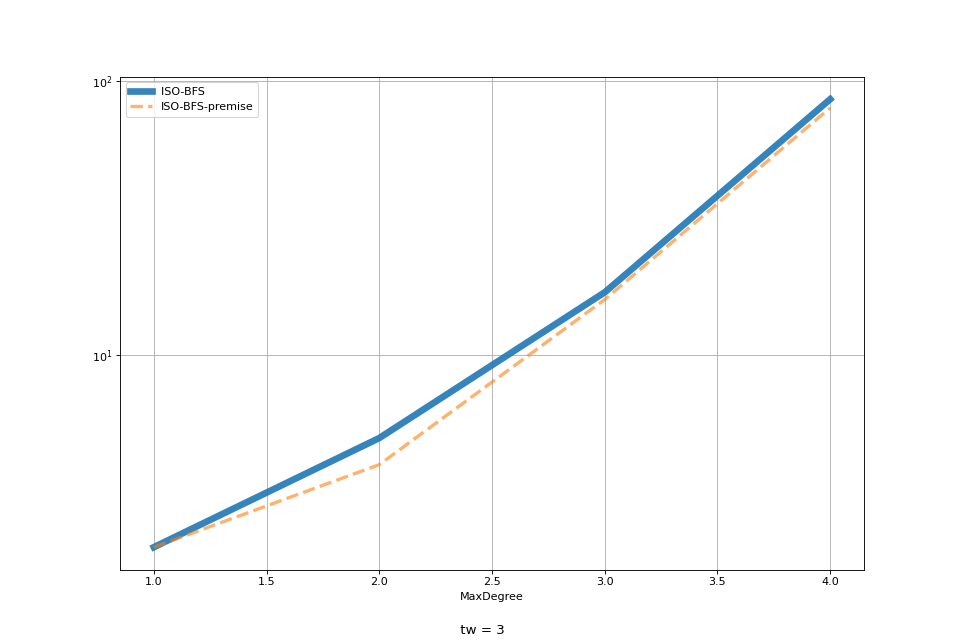 10²
ISO-BFS
ISO-BFS-premise
10¹
1.0 1.5 2.0 2.5 3.0 3.5 4.0
MaxDegree
tw = 3